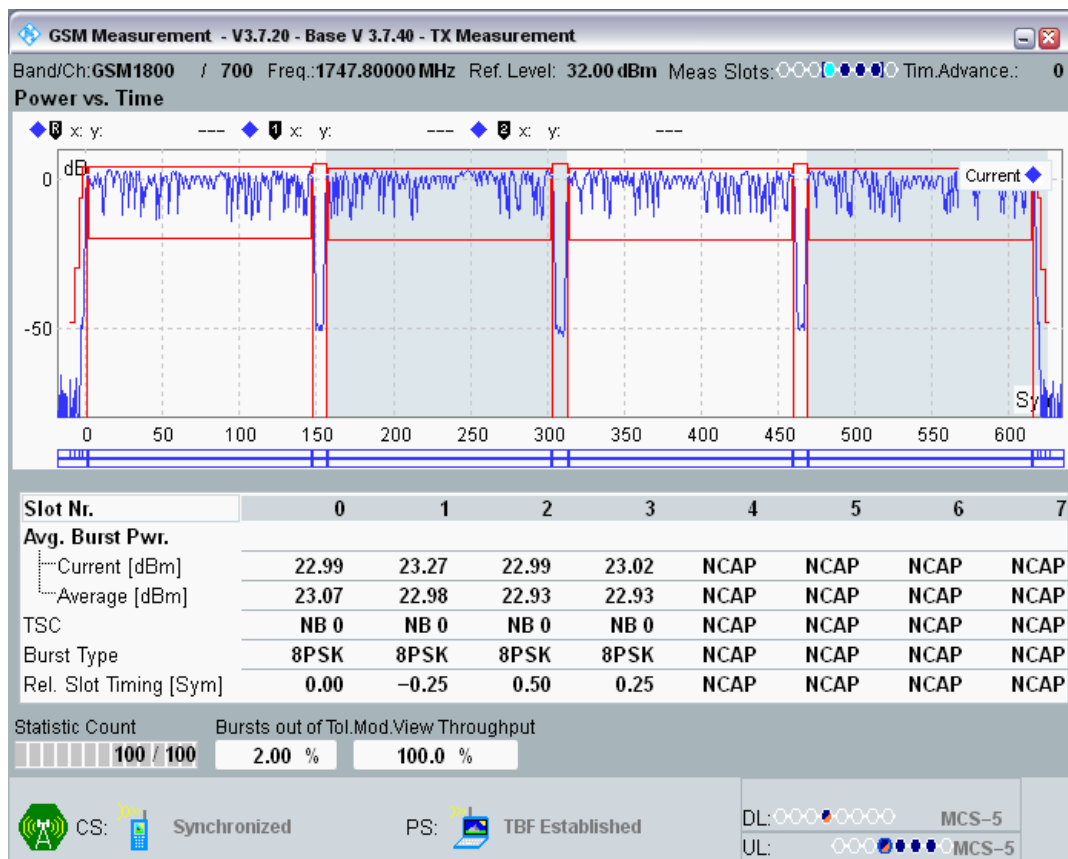 GSM Measurement - V3.7.20 - Base V 3.7.40 - TX Measurement
Band/Ch:GSM1800 / 700 Freq.:1747.80000 MHz Ref. Level: 32.00 dBm Meas Slots: Tim.Advance.: 0
Power vs. Time
R x: y: --- 1 x: y: --- 2 x: y: ---
dB
Current
0
-50
Sy
0 50 100 150 200 250 300 350 400 450 500 550 600
Slot Nr. 0 1 2 3 4 5 6 7
Avg. Burst Pwr.
Current [dBm] 22.99 23.27 22.99 23.02 NCAP NCAP NCAP NCAP
Average [dBm] 23.07 22.98 22.93 22.93 NCAP NCAP NCAP NCAP
TSC NB 0 NB 0 NB 0 NB 0 NCAP NCAP NCAP NCAP
Burst Type 8PSK 8PSK 8PSK 8PSK NCAP NCAP NCAP NCAP
Rel. Slot Timing [Sym] 0.00 −0.25 0.50 0.25 NCAP NCAP NCAP NCAP
Statistic Count Bursts out of Tol.Mod.View Throughput
100 / 100 2.00 % 100.0 %
CS: Synchronized PS: TBF Established
DL: MCS−5
UL: MCS−5